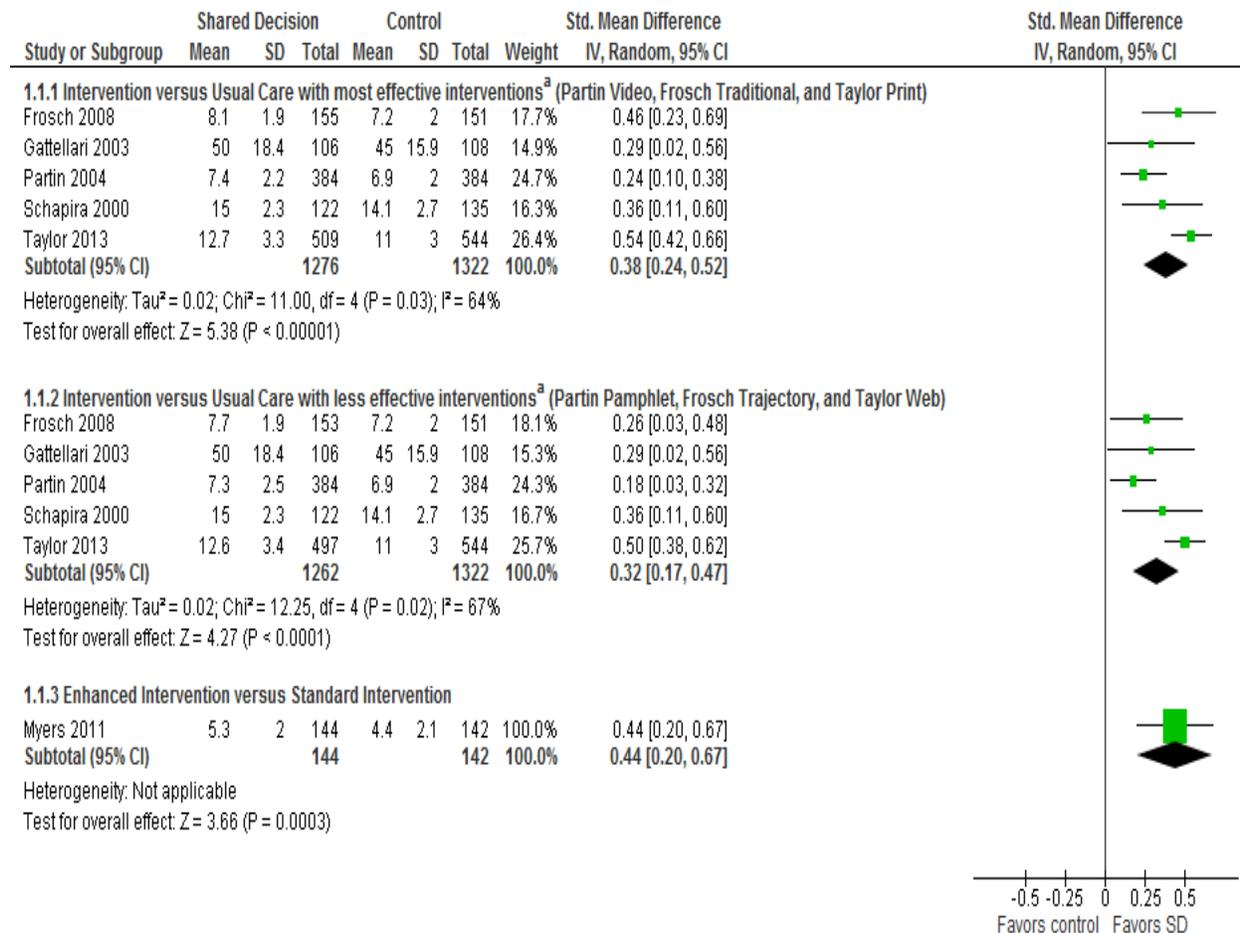 Shared Decision Control Std. Mean Difference Std. Mean Difference
Study or Subgroup Mean SD Total Mean SD Total Weight IV, Random, 95% CI IV, Random, 95% CI
1.1.1 Intervention versus Usual Care with most effective interventionsᵃ (Partin Video, Frosch Traditional, and Taylor Print)
Frosch 2008 8.1 1.9 155 7.2 2 151 17.7% 0.46 [0.23, 0.69]
Gattellari 2003 50 18.4 106 45 15.9 108 14.9% 0.29 [0.02, 0.56]
Partin 2004 7.4 2.2 384 6.9 2 384 24.7% 0.24 [0.10, 0.38]
Schapira 2000 15 2.3 122 14.1 2.7 135 16.3% 0.36 [0.11, 0.60]
Taylor 2013 12.7 3.3 509 11 3 544 26.4% 0.54 [0.42, 0.66]
Subtotal (95% CI) 1276 1322 100.0% 0.38 [0.24, 0.52]
Heterogeneity: Tau² = 0.02; Chi² = 11.00, df = 4 (P = 0.03); I² = 64%
Test for overall effect: Z = 5.38 (P < 0.00001)
1.1.2 Intervention versus Usual Care with less effective interventionsᵃ (Partin Pamphlet, Frosch Trajectory, and Taylor Web)
Frosch 2008 7.7 1.9 153 7.2 2 151 18.1% 0.26 [0.03, 0.48]
Gattellari 2003 50 18.4 106 45 15.9 108 15.3% 0.29 [0.02, 0.56]
Partin 2004 7.3 2.5 384 6.9 2 384 24.3% 0.18 [0.03, 0.32]
Schapira 2000 15 2.3 122 14.1 2.7 135 16.7% 0.36 [0.11, 0.60]
Taylor 2013 12.6 3.4 497 11 3 544 25.7% 0.50 [0.38, 0.62]
Subtotal (95% CI) 1262 1322 100.0% 0.32 [0.17, 0.47]
Heterogeneity: Tau² = 0.02; Chi² = 12.25, df = 4 (P = 0.02); I² = 67%
Test for overall effect: Z = 4.27 (P < 0.0001)
1.1.3 Enhanced Intervention versus Standard Intervention
Myers 2011 5.3 2 144 4.4 2.1 142 100.0% 0.44 [0.20, 0.67]
Subtotal (95% CI) 144 142 100.0% 0.44 [0.20, 0.67]
Heterogeneity: Not applicable
Test for overall effect: Z = 3.66 (P = 0.0003)
-0.5 -0.25 0 0.25 0.5
Favors control Favors SD